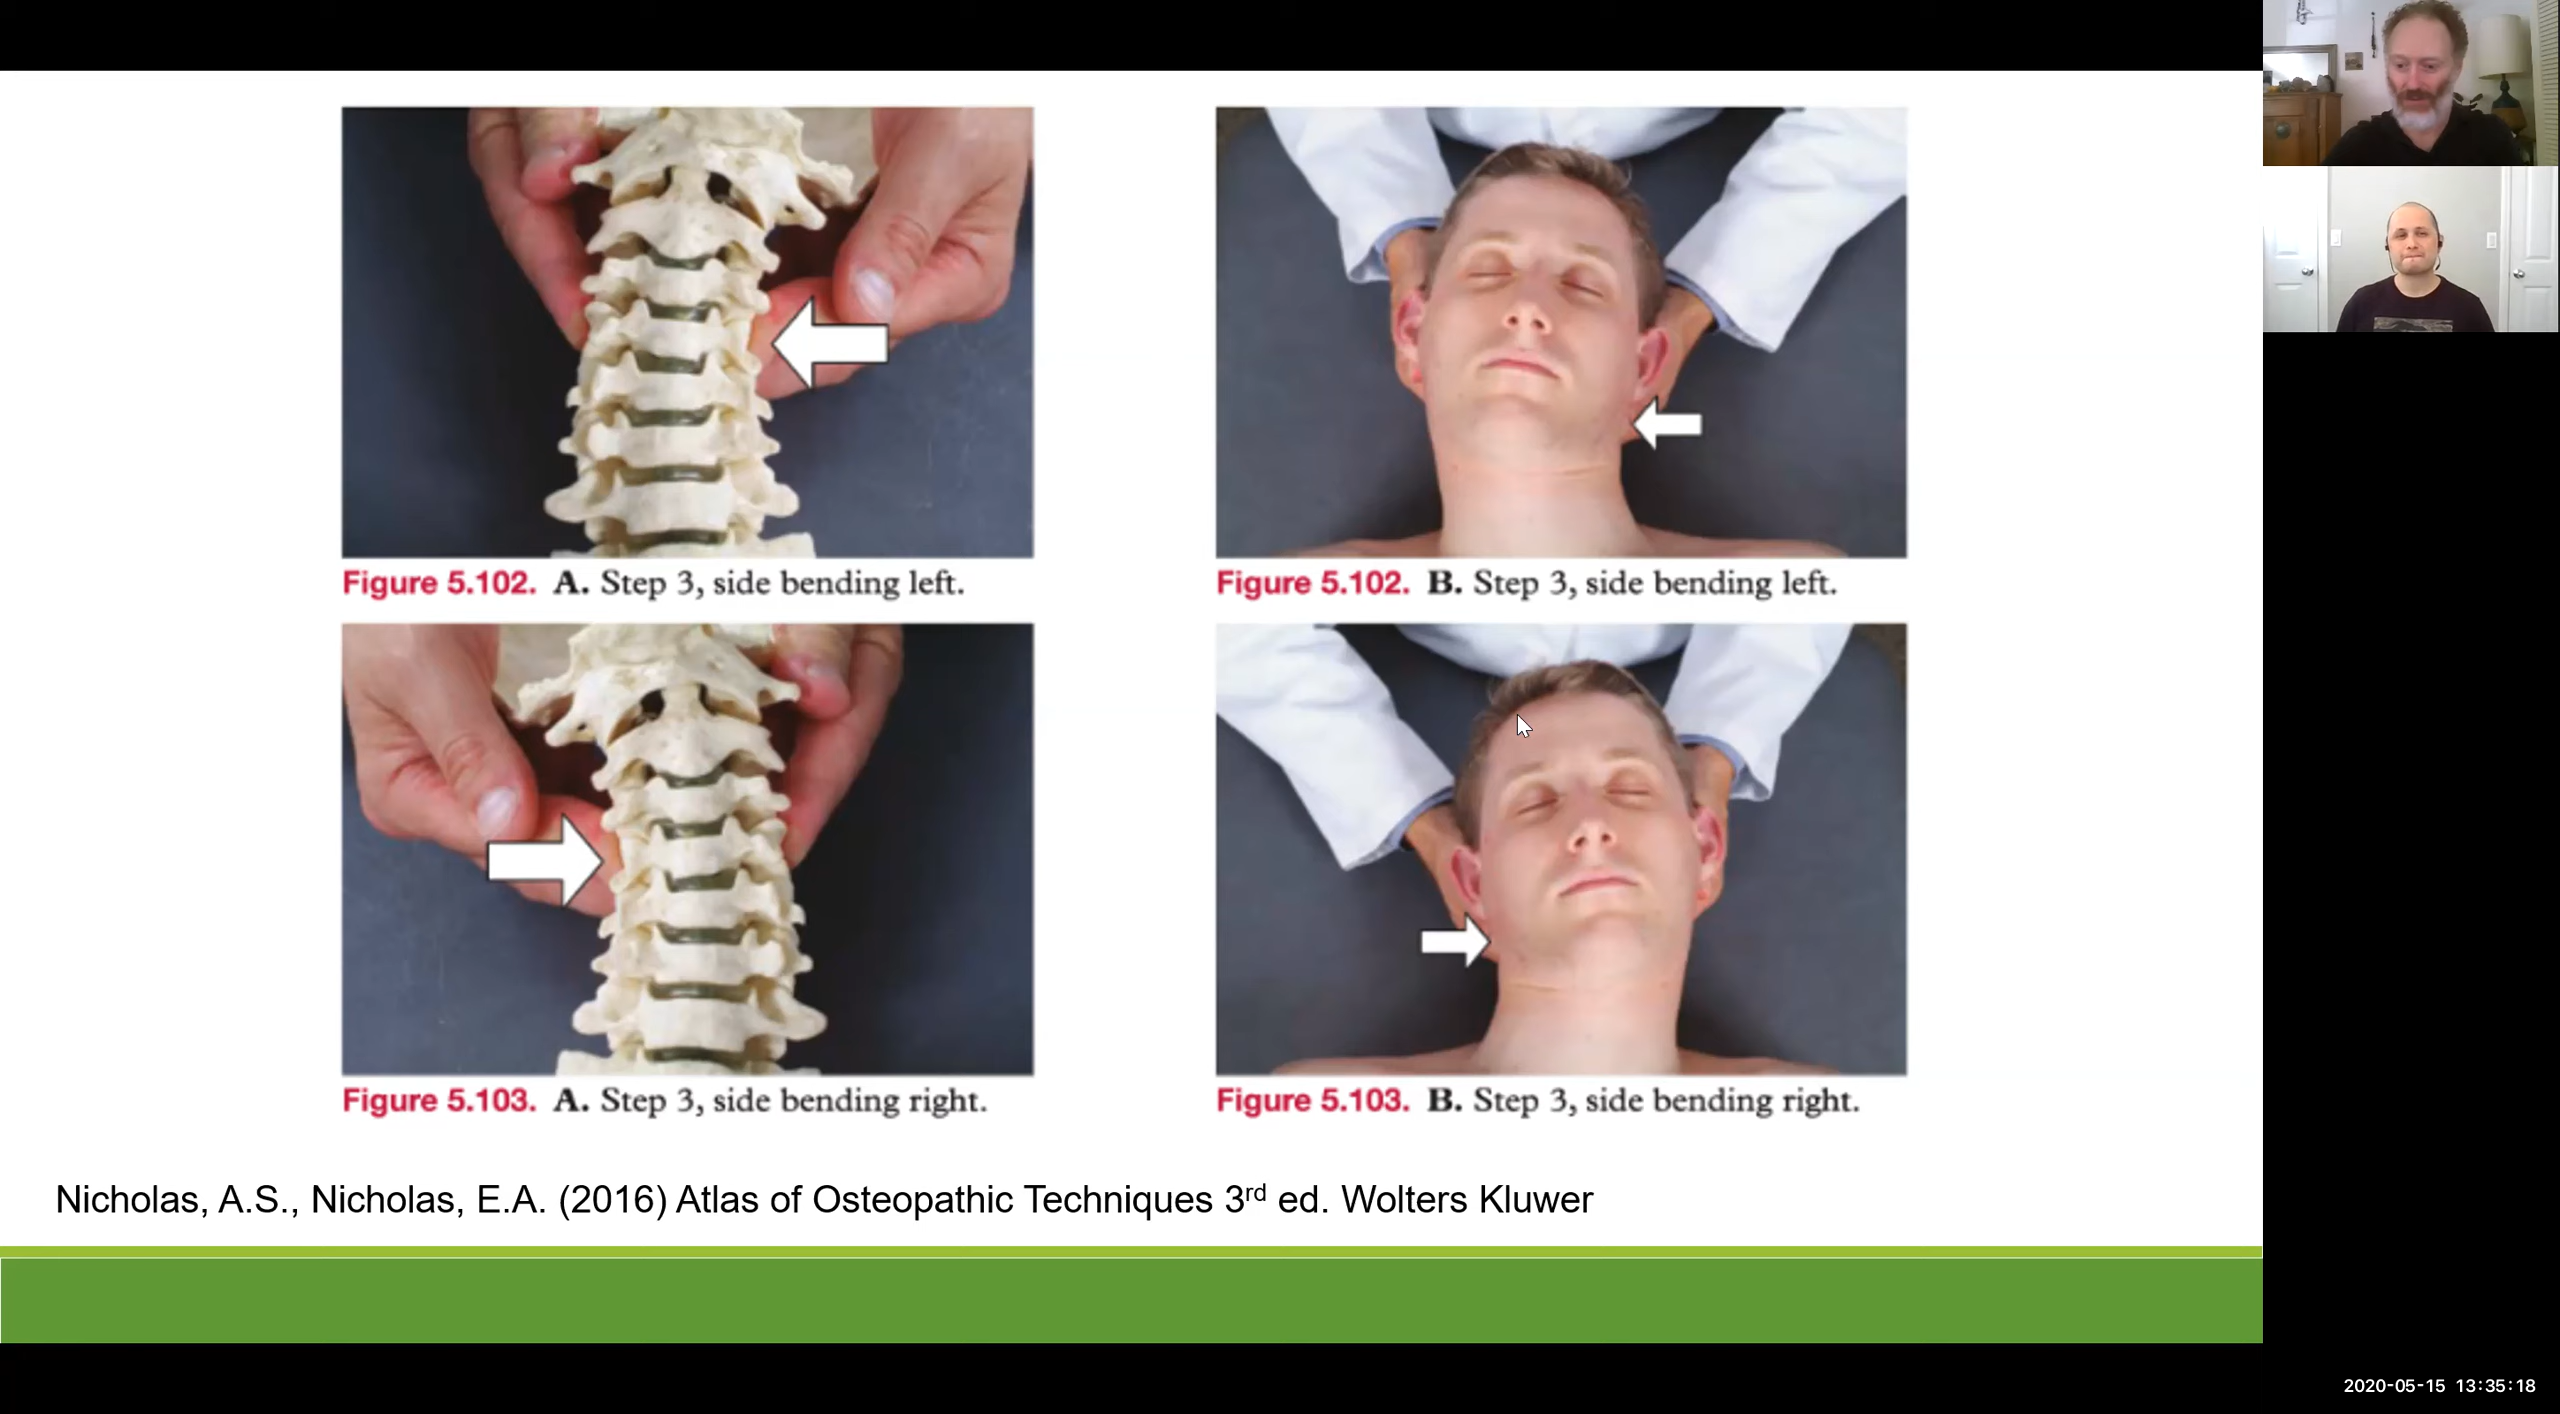 Figure 5.102. A. Step 3, side bending left.
Figure 5.102. B. Step 3, side bending left.
Figure 5.103. A. Step 3, side bending right.
Figure 5.103. B. Step 3, side bending right.
Nicholas, A.S., Nicholas, E.A. (2016) Atlas of Osteopathic Techniques 3rd ed. Wolters Kluwer
2020-05-15 13:35:18